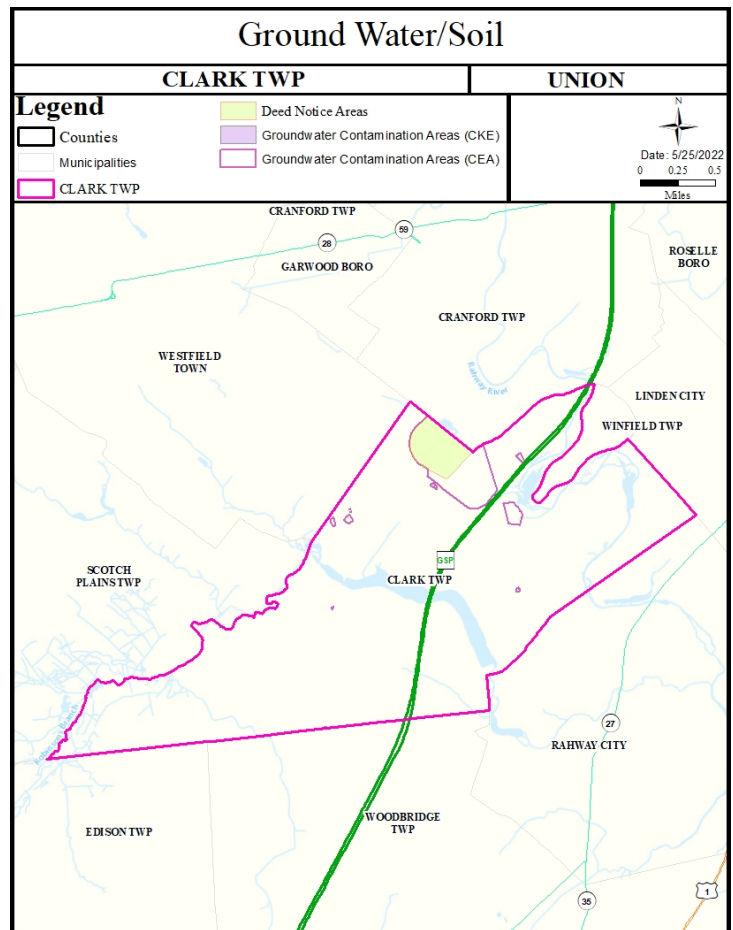 Ground Water/Soil
CLARK TWP
UNION
Legend
Counties
Municipalities
CLARK TWP
Deed Notice Areas
Groundwater Contamination Areas (CKE)
Groundwater Contamination Areas (CEA)
N
Date: 5/25/2022
0 0.25 0.5
Miles
CRANFORD TWP
59
28
GARWOOD BORO
ROSELLE
BORO
CRANFORD TWP
WESTFIELD
TOWN
Rahway River
LINDEN CITY
WINFIELD TWP
GSP
SCOTCH
PLAINS TWP
CLARK TWP
Robinsons Branch
27
RAHWAY CITY
WOODBRIDGE
TWP
EDISON TWP
1
35